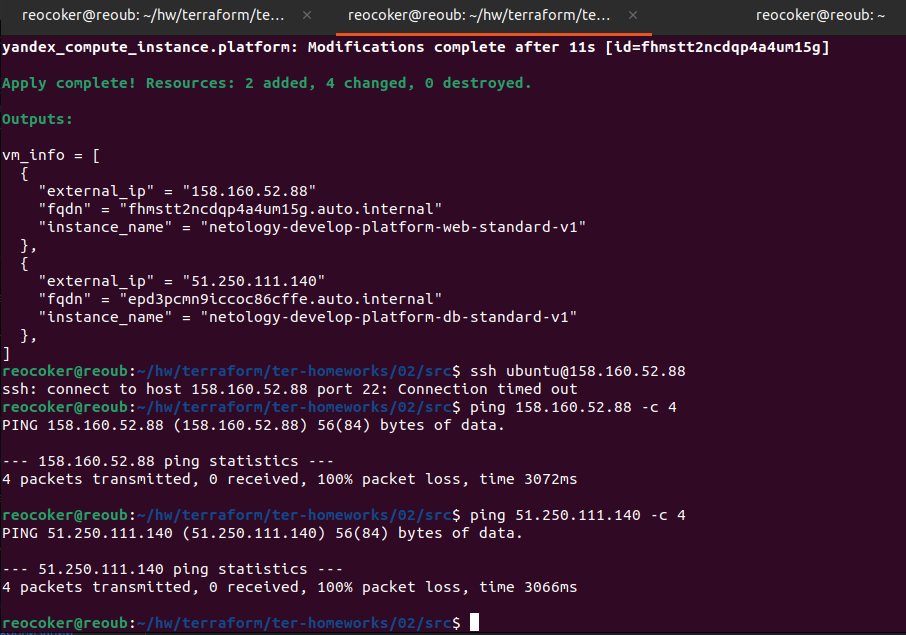 reocoker@reoub: ~/hw/terraform/te... × reocoker@reoub: ~/hw/terraform/te... × reocoker@reoub: ~
yandex_compute_instance.platform: Modifications complete after 11s [id=fhmstt2ncdqp4a4um15g]
Apply complete! Resources: 2 added, 4 changed, 0 destroyed.
Outputs:
vm_info = [
  {
    "external_ip" = "158.160.52.88"
    "fqdn" = "fhmstt2ncdqp4a4um15g.auto.internal"
    "instance_name" = "netology-develop-platform-web-standard-v1"
  },
  {
    "external_ip" = "51.250.111.140"
    "fqdn" = "epd3pcmn9iccoc86cffe.auto.internal"
    "instance_name" = "netology-develop-platform-db-standard-v1"
  },
]
reocoker@reoub:~/hw/terraform/ter-homeworks/02/src$ ssh ubuntu@158.160.52.88
ssh: connect to host 158.160.52.88 port 22: Connection timed out
reocoker@reoub:~/hw/terraform/ter-homeworks/02/src$ ping 158.160.52.88 -c 4
PING 158.160.52.88 (158.160.52.88) 56(84) bytes of data.
--- 158.160.52.88 ping statistics ---
4 packets transmitted, 0 received, 100% packet loss, time 3072ms
reocoker@reoub:~/hw/terraform/ter-homeworks/02/src$ ping 51.250.111.140 -c 4
PING 51.250.111.140 (51.250.111.140) 56(84) bytes of data.
--- 51.250.111.140 ping statistics ---
4 packets transmitted, 0 received, 100% packet loss, time 3066ms
reocoker@reoub:~/hw/terraform/ter-homeworks/02/src$